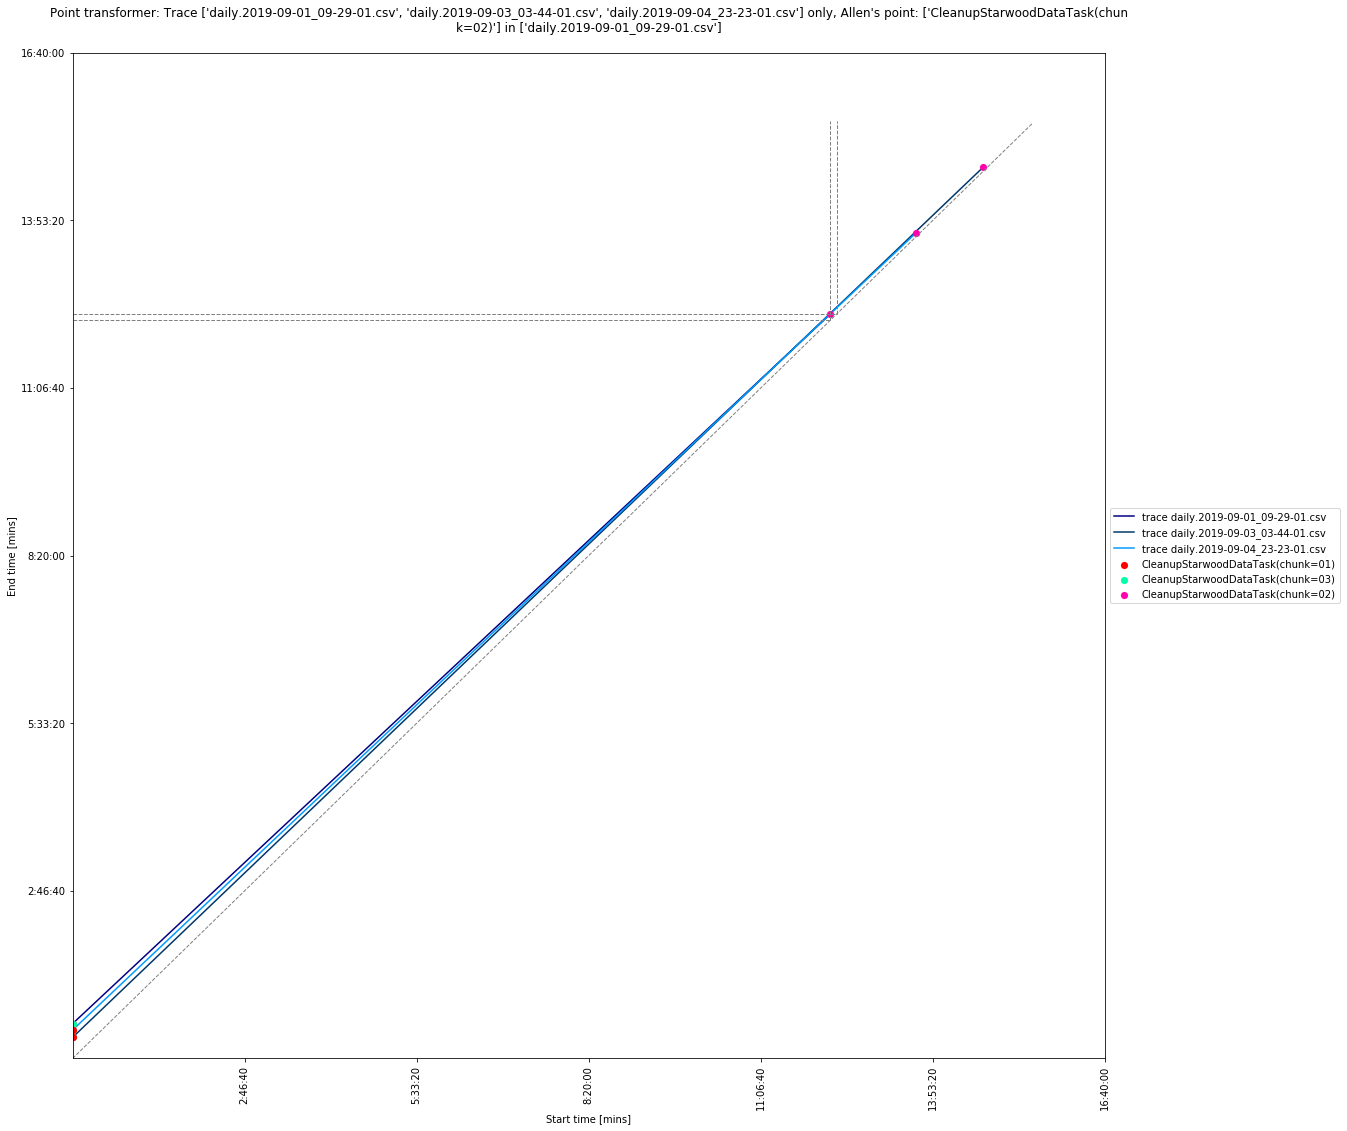 Point transformer: Trace ['daily.2019-09-01_09-29-01.csv', 'daily.2019-09-03_03-44-01.csv', 'daily.2019-09-04_23-23-01.csv'] only, Allen's point: ['CleanupStarwoodDataTask(chun
k=02)'] in ['daily.2019-09-01_09-29-01.csv']
16:40:00
13:53:20
11:06:40
8:20:00
5:33:20
2:46:40
End time [mins]
2:46:40
5:33:20
8:20:00
11:06:40
13:53:20
16:40:00
Start time [mins]
trace daily.2019-09-01_09-29-01.csv
trace daily.2019-09-03_03-44-01.csv
trace daily.2019-09-04_23-23-01.csv
CleanupStarwoodDataTask(chunk=01)
CleanupStarwoodDataTask(chunk=03)
CleanupStarwoodDataTask(chunk=02)